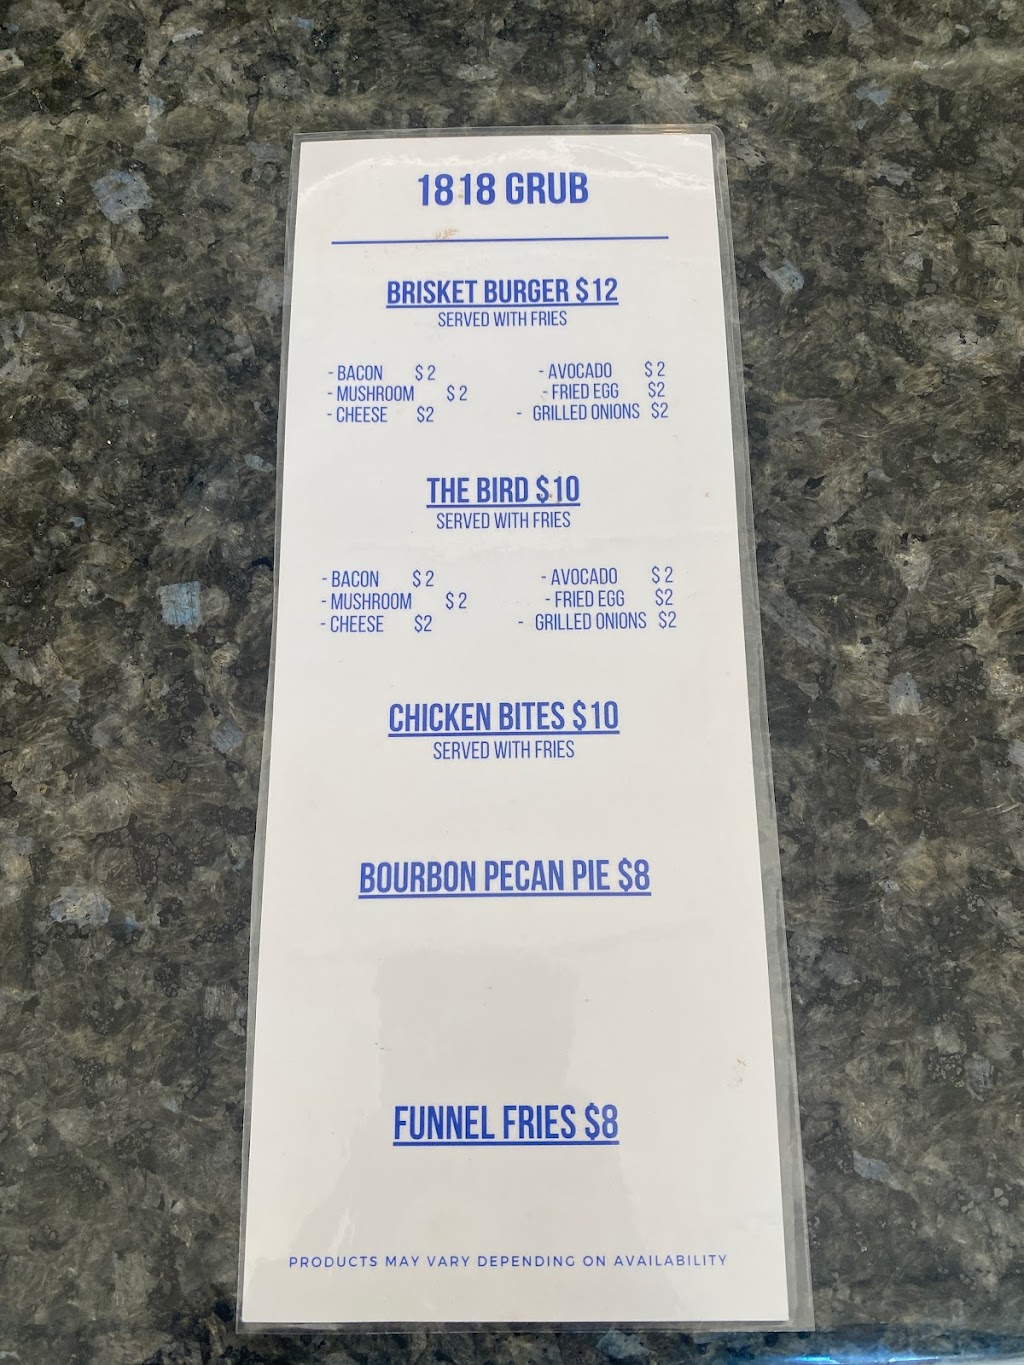 1818 GRUB
BRISKET BURGER $12
SERVED WITH FRIES
- BACON $2 - AVOCADO $2
- MUSHROOM $2 - FRIED EGG $2
- CHEESE $2 - GRILLED ONIONS $2
THE BIRD $10
SERVED WITH FRIES
- BACON $2 - AVOCADO $2
- MUSHROOM $2 - FRIED EGG $2
- CHEESE $2 - GRILLED ONIONS $2
CHICKEN BITES $10
SERVED WITH FRIES
BOURBON PECAN PIE $8
FUNNEL FRIES $8
PRODUCTS MAY VARY DEPENDING ON AVAILABILITY